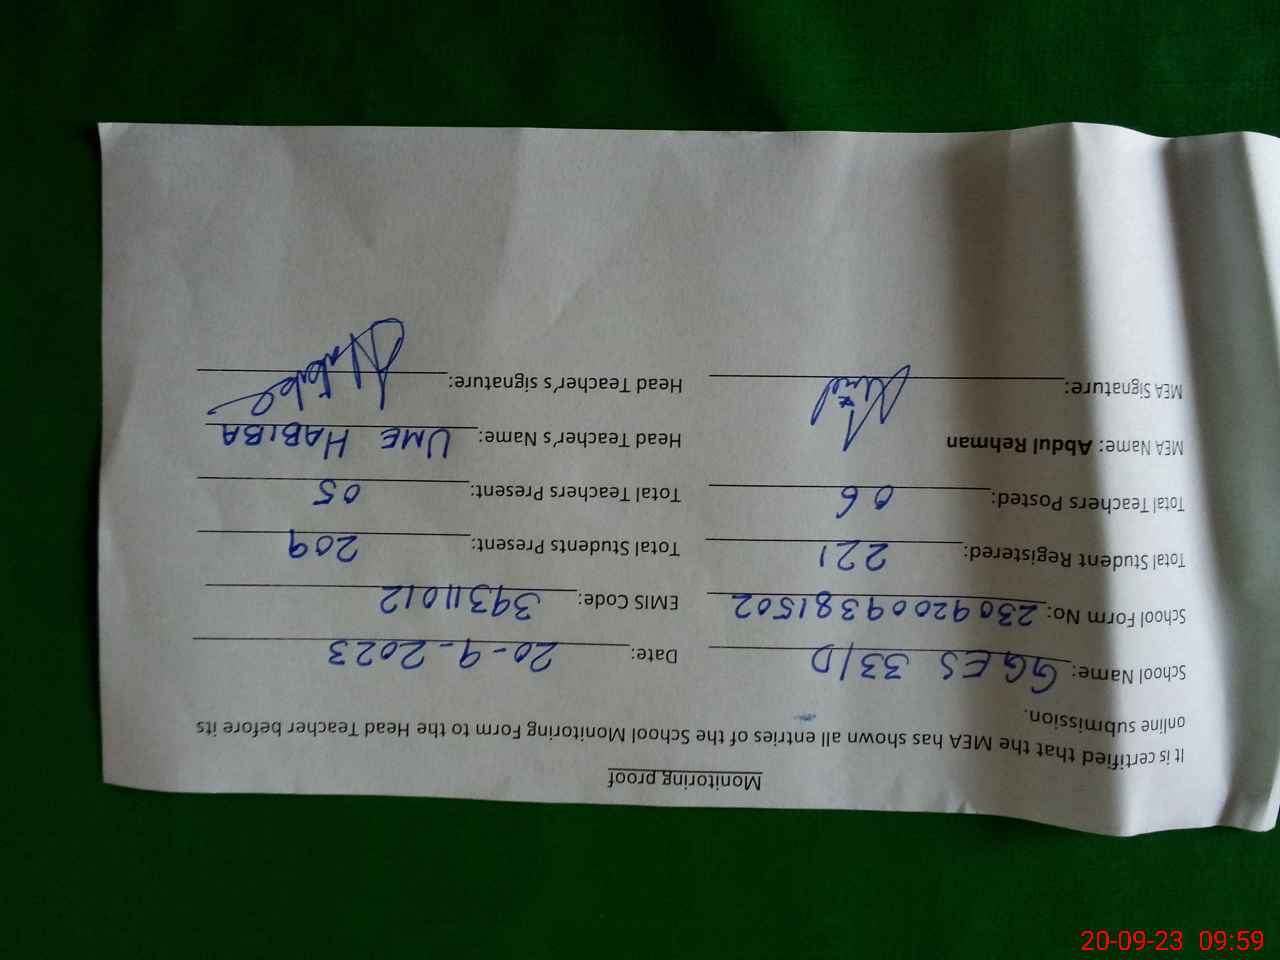 Monitoring proof
It is certified that the MEA has shown all entries of the School Monitoring Form to the Head Teacher before its
online submission.
School Name: GGES 33/D Date: 20-9-2023
School Form No: 23092009381502 EMIS Code: 39311012
Total Student Registered: 221 Total Students Present: 209
Total Teachers Posted: 06 Total Teachers Present: 05
MEA Name: Abdul Rehman Head Teacher's Name: UME HABIBA
MEA Signature: Head Teacher's signature:
20-09-23 09:59